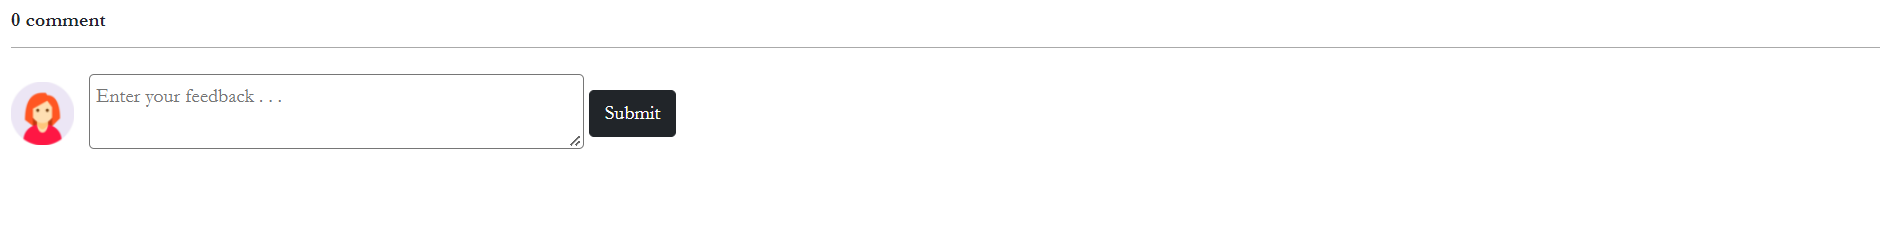 0 comment
Enter your feedback . . .
Submit